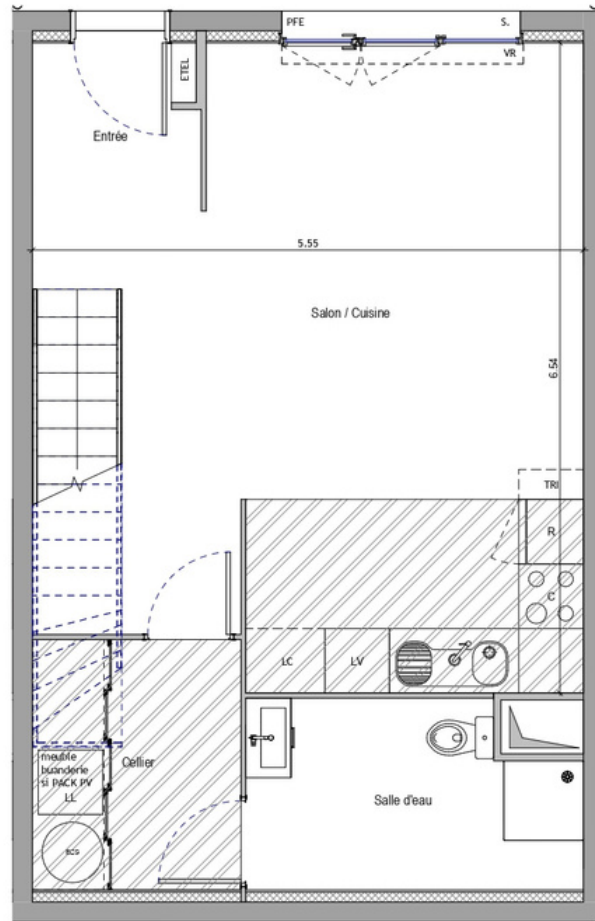 PFE
S.
VR
ETEL
Entrée
5.55
Salon / Cuisine
6.54
TRI
R
C
LC
LV
meuble
buanderie
si PACK PV
LL
Cellier
Salle d'eau